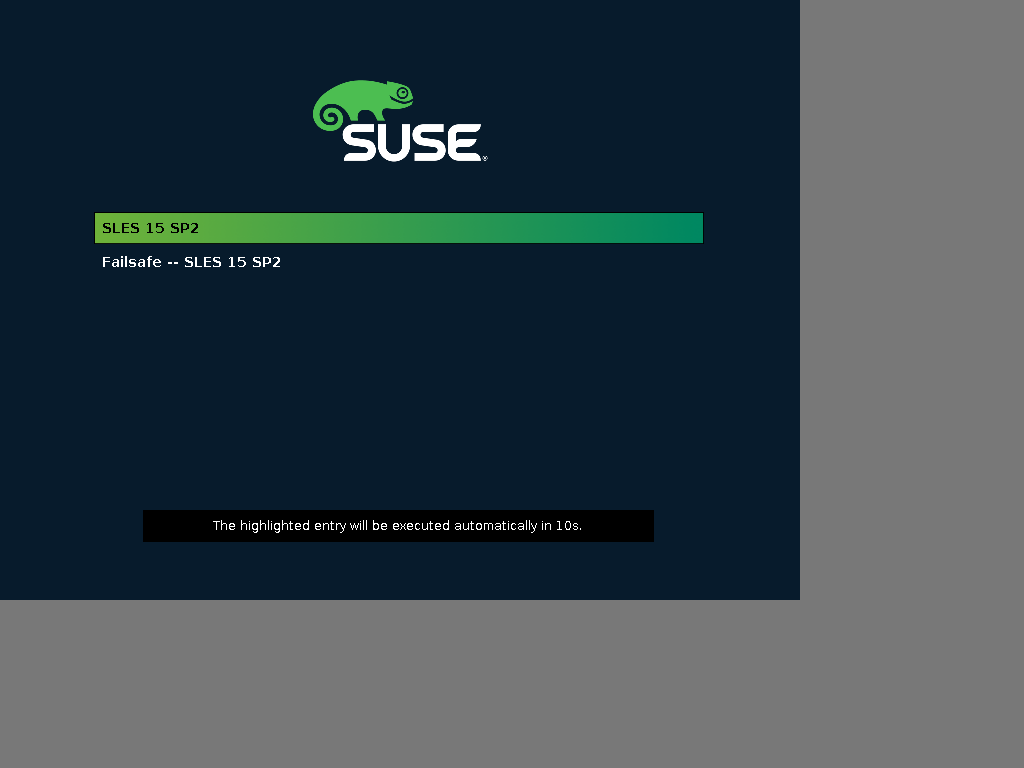 SUSE®
SLES 15 SP2
Failsafe -- SLES 15 SP2
The highlighted entry will be executed automatically in 10s.